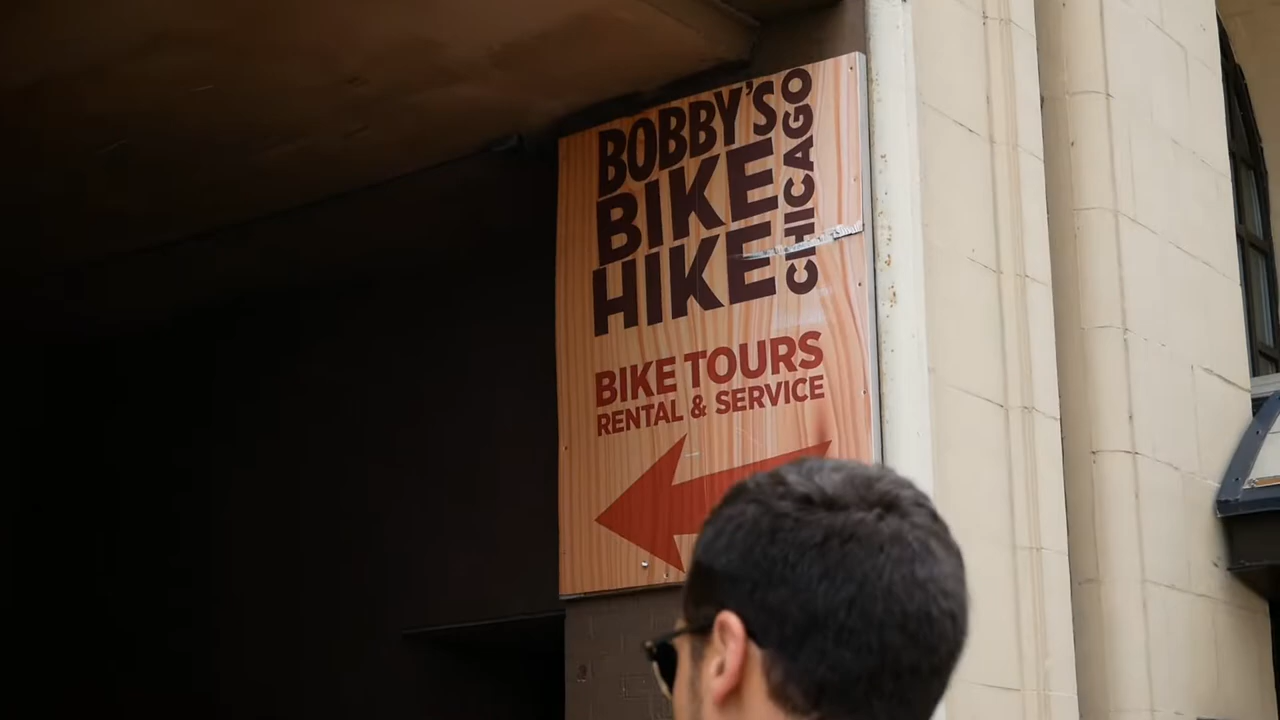 BOBBY'S
BIKE
HIKE
CHICAGO
BIKE TOURS
RENTAL & SERVICE